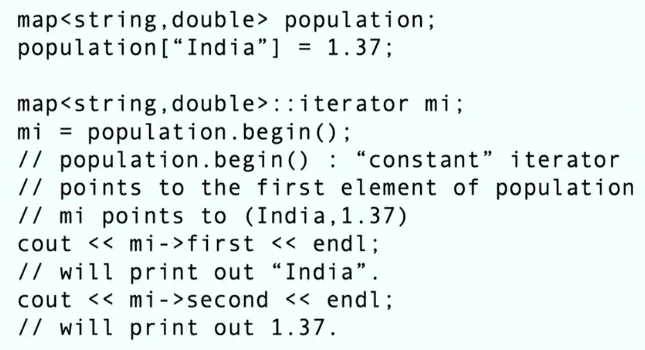 map<string,double> population;
population[“India”] = 1.37;
map<string,double>::iterator mi;
mi = population.begin();
// population.begin() : “constant” iterator
// points to the first element of population
// mi points to (India,1.37)
cout << mi->first << endl;
// will print out “India”.
cout << mi->second << endl;
// will print out 1.37.